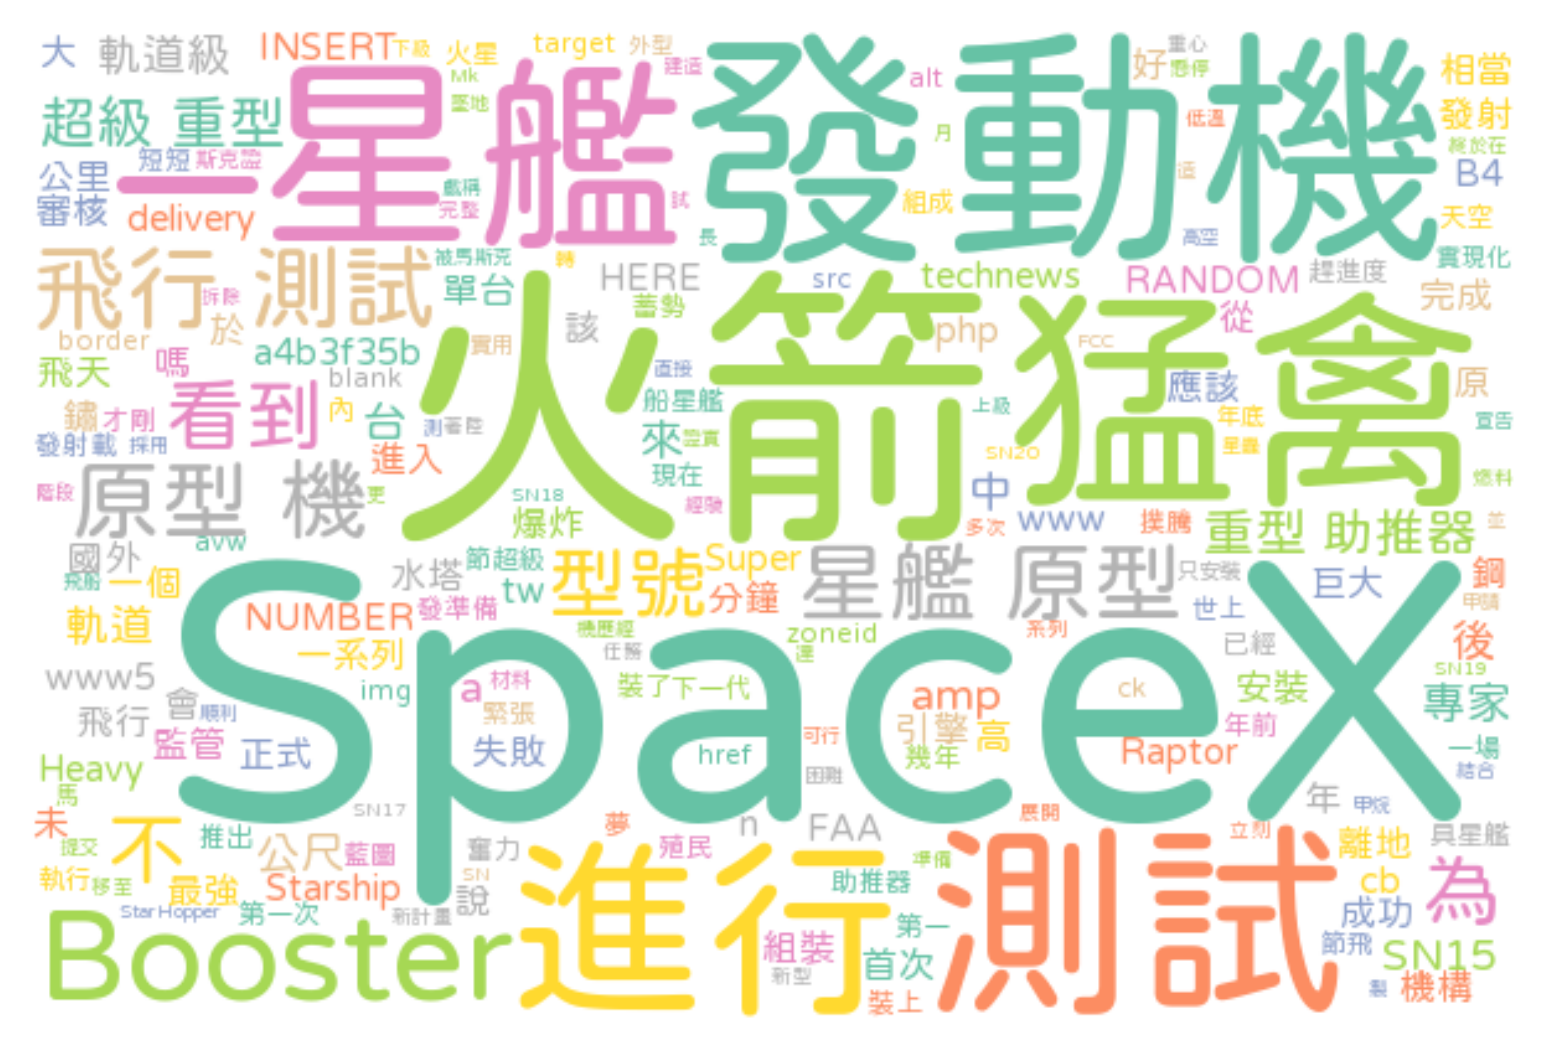 大 軌道級 INSERT 下級 火星 target 外型 重心
Mk 建造 alt 好 懸停 相當
超級 重型 星艦 墜地 發動機 月 低溫 發射
公里 短短 斯克證 一 戲稱 造 終於在 B4
審核 delivery 完整 試 組成 長 高空 天空
飛行 測試 被馬斯克 轉 HERE src technews RANDOM 趕進度 實現化
拆除 單台 蓄勢 從 完成
border 於 a4b3f35b 實用 火箭猛禽 該 php FCC
飛天 嗎 blank 直接 應該 原
鏽 才剛 看到 內 台 船星艦 上級 年底 宣告
發射載 採用 測 著陸 來 證真 SN20 星蟲
進入 現在 中 燃料
階段 原型 機 更 SN18 經驗 多次 www 撲騰 重型 助推器 並
avw 爆炸
國外 水塔 節超級 型號 Super 星艦 原型 只安裝 巨大 鋼
飛船 一個 tw 分鐘 世上 甲醇
軌道 NUMBER 發準備 機歷經 zoneid 系列 已經 後
一系列 任務 達 SN19
www5 img a 材料 裝了 下一代 amp ck 安裝 專家
飛行 會 順利 SpaceX 緊張 引擎 高 年前
監管 正式 失敗 href 可行 幾年 Raptor 一場
Heavy 困難 結合
馬 SN17 年 甲烷
未 不 推出 夢 n FAA 展開 立刻 具星艦
提交 公尺 藍圖 奮力 殖民 準備 離地
執行 移至 最強 Starship SN 進行 助推器 測試 cb 為
StarHopper 第一次 新計畫 說 第一 成功
Booster 組裝 首次 節飛 SN15
新型 裝上 製 機構